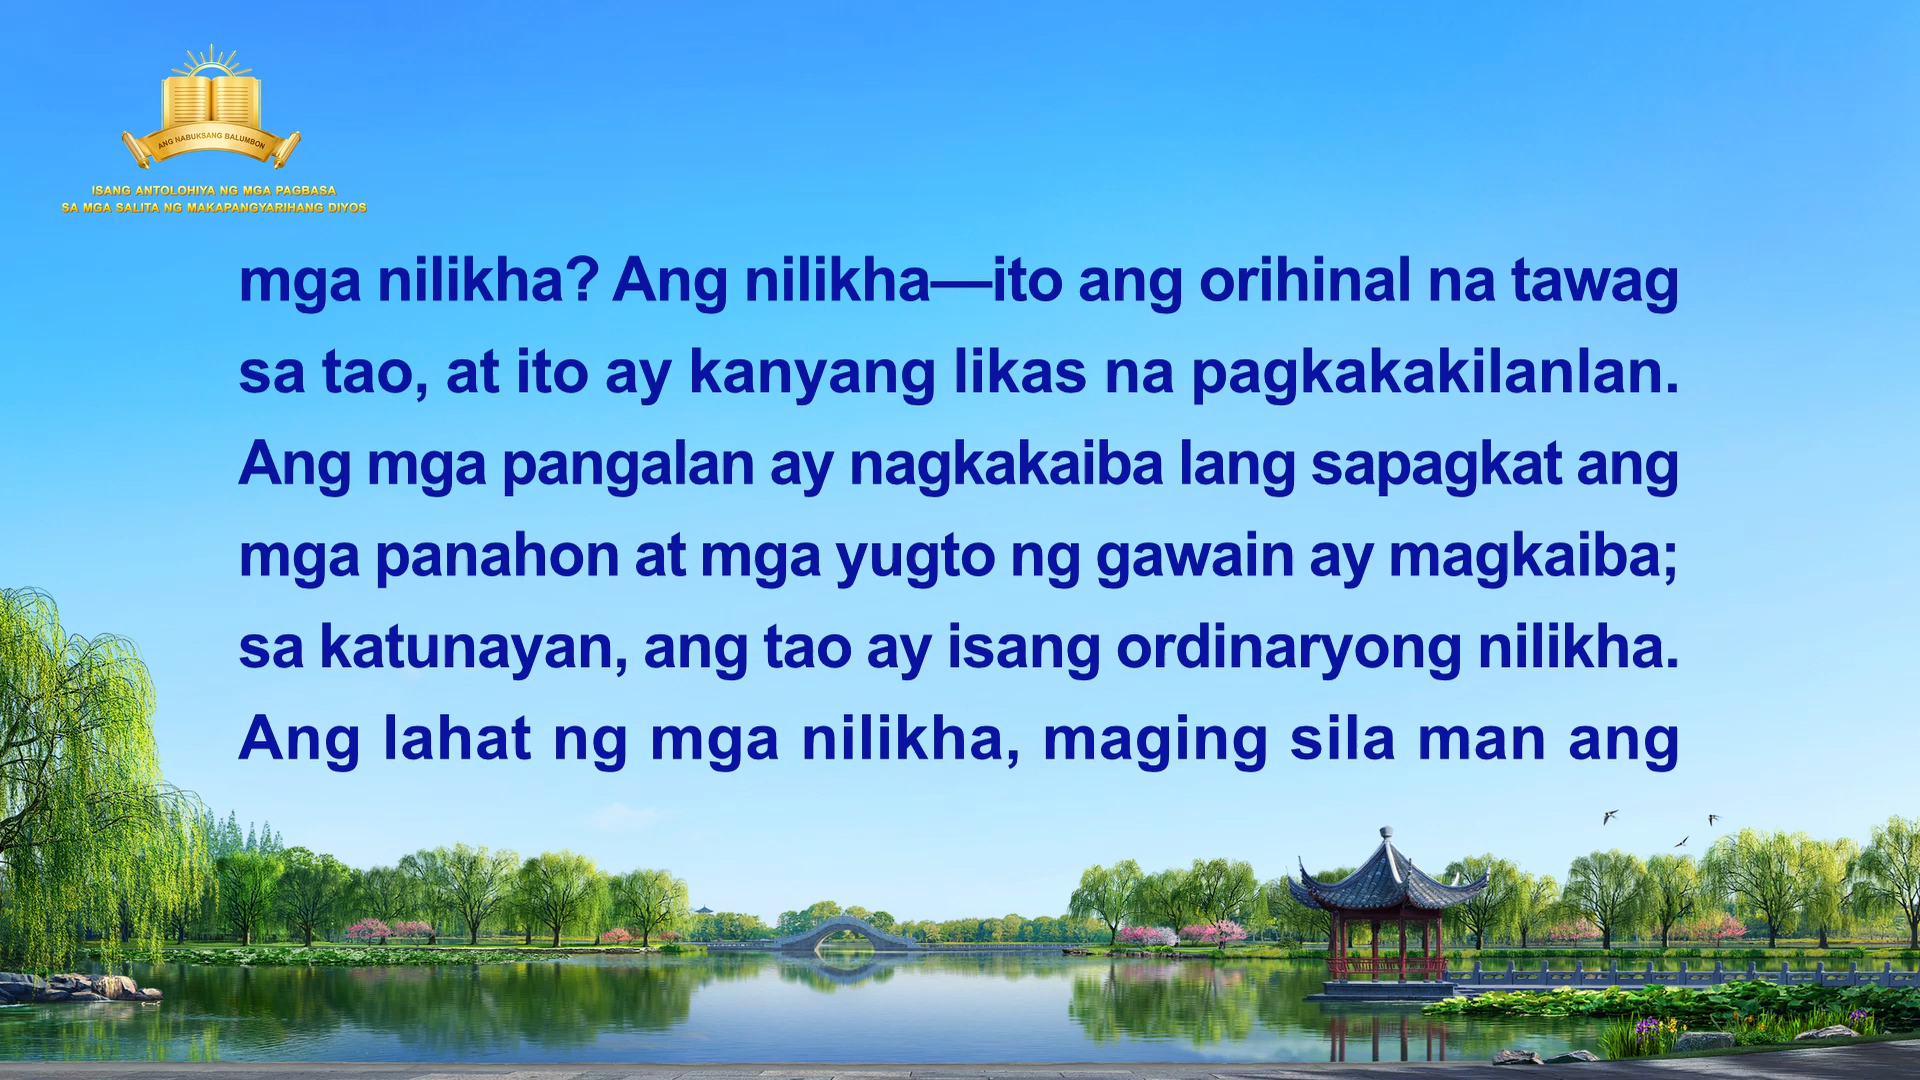 ANG NABUKSANG BALUMBON
ISANG ANTOLOHIYA NG MGA PAGBASA
SA MGA SALITA NG MAKAPANGYARIHANG DIYOS
mga nilikha? Ang nilikha—ito ang orihinal na tawag
sa tao, at ito ay kanyang likas na pagkakakilanlan.
Ang mga pangalan ay nagkakaiba lang sapagkat ang
mga panahon at mga yugto ng gawain ay magkaiba;
sa katunayan, ang tao ay isang ordinaryong nilikha.
Ang lahat ng mga nilikha, maging sila man ang